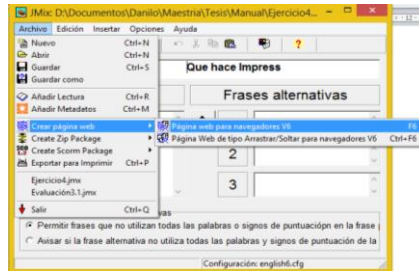 JMix: D:\Documentos\Danilo\Maestria\Tesis\Manual\Ejercicio4...
Archivo Edición Insertar Opciones Ayuda
Nuevo Ctrl+N
Abrir Ctrl+N
Guardar Ctrl+S
Guardar como
Que hace Impress
Añadir Lectura Ctrl+R
Añadir Metadatos Ctrl+M
Frases alternativas
Crear página web
Página web para navegadores V6 F6
Create Zip Package
Página Web de tipo Arrastrar/Soltar para navegadores V6 Ctrl+F6
Create Scorm Package
Exportar para Imprimir Ctrl+P
2
Ejercicio4.jmx
Evaluación3.1.jmx
3
Salir Ctrl+Q
vas
Permitir frases que no utilizan todas las palabras o signos de puntuación en la frase
Avisar si la frase alternativa no utiliza todas las palabras y signos de puntuación de la
Configuración: english6.cfg